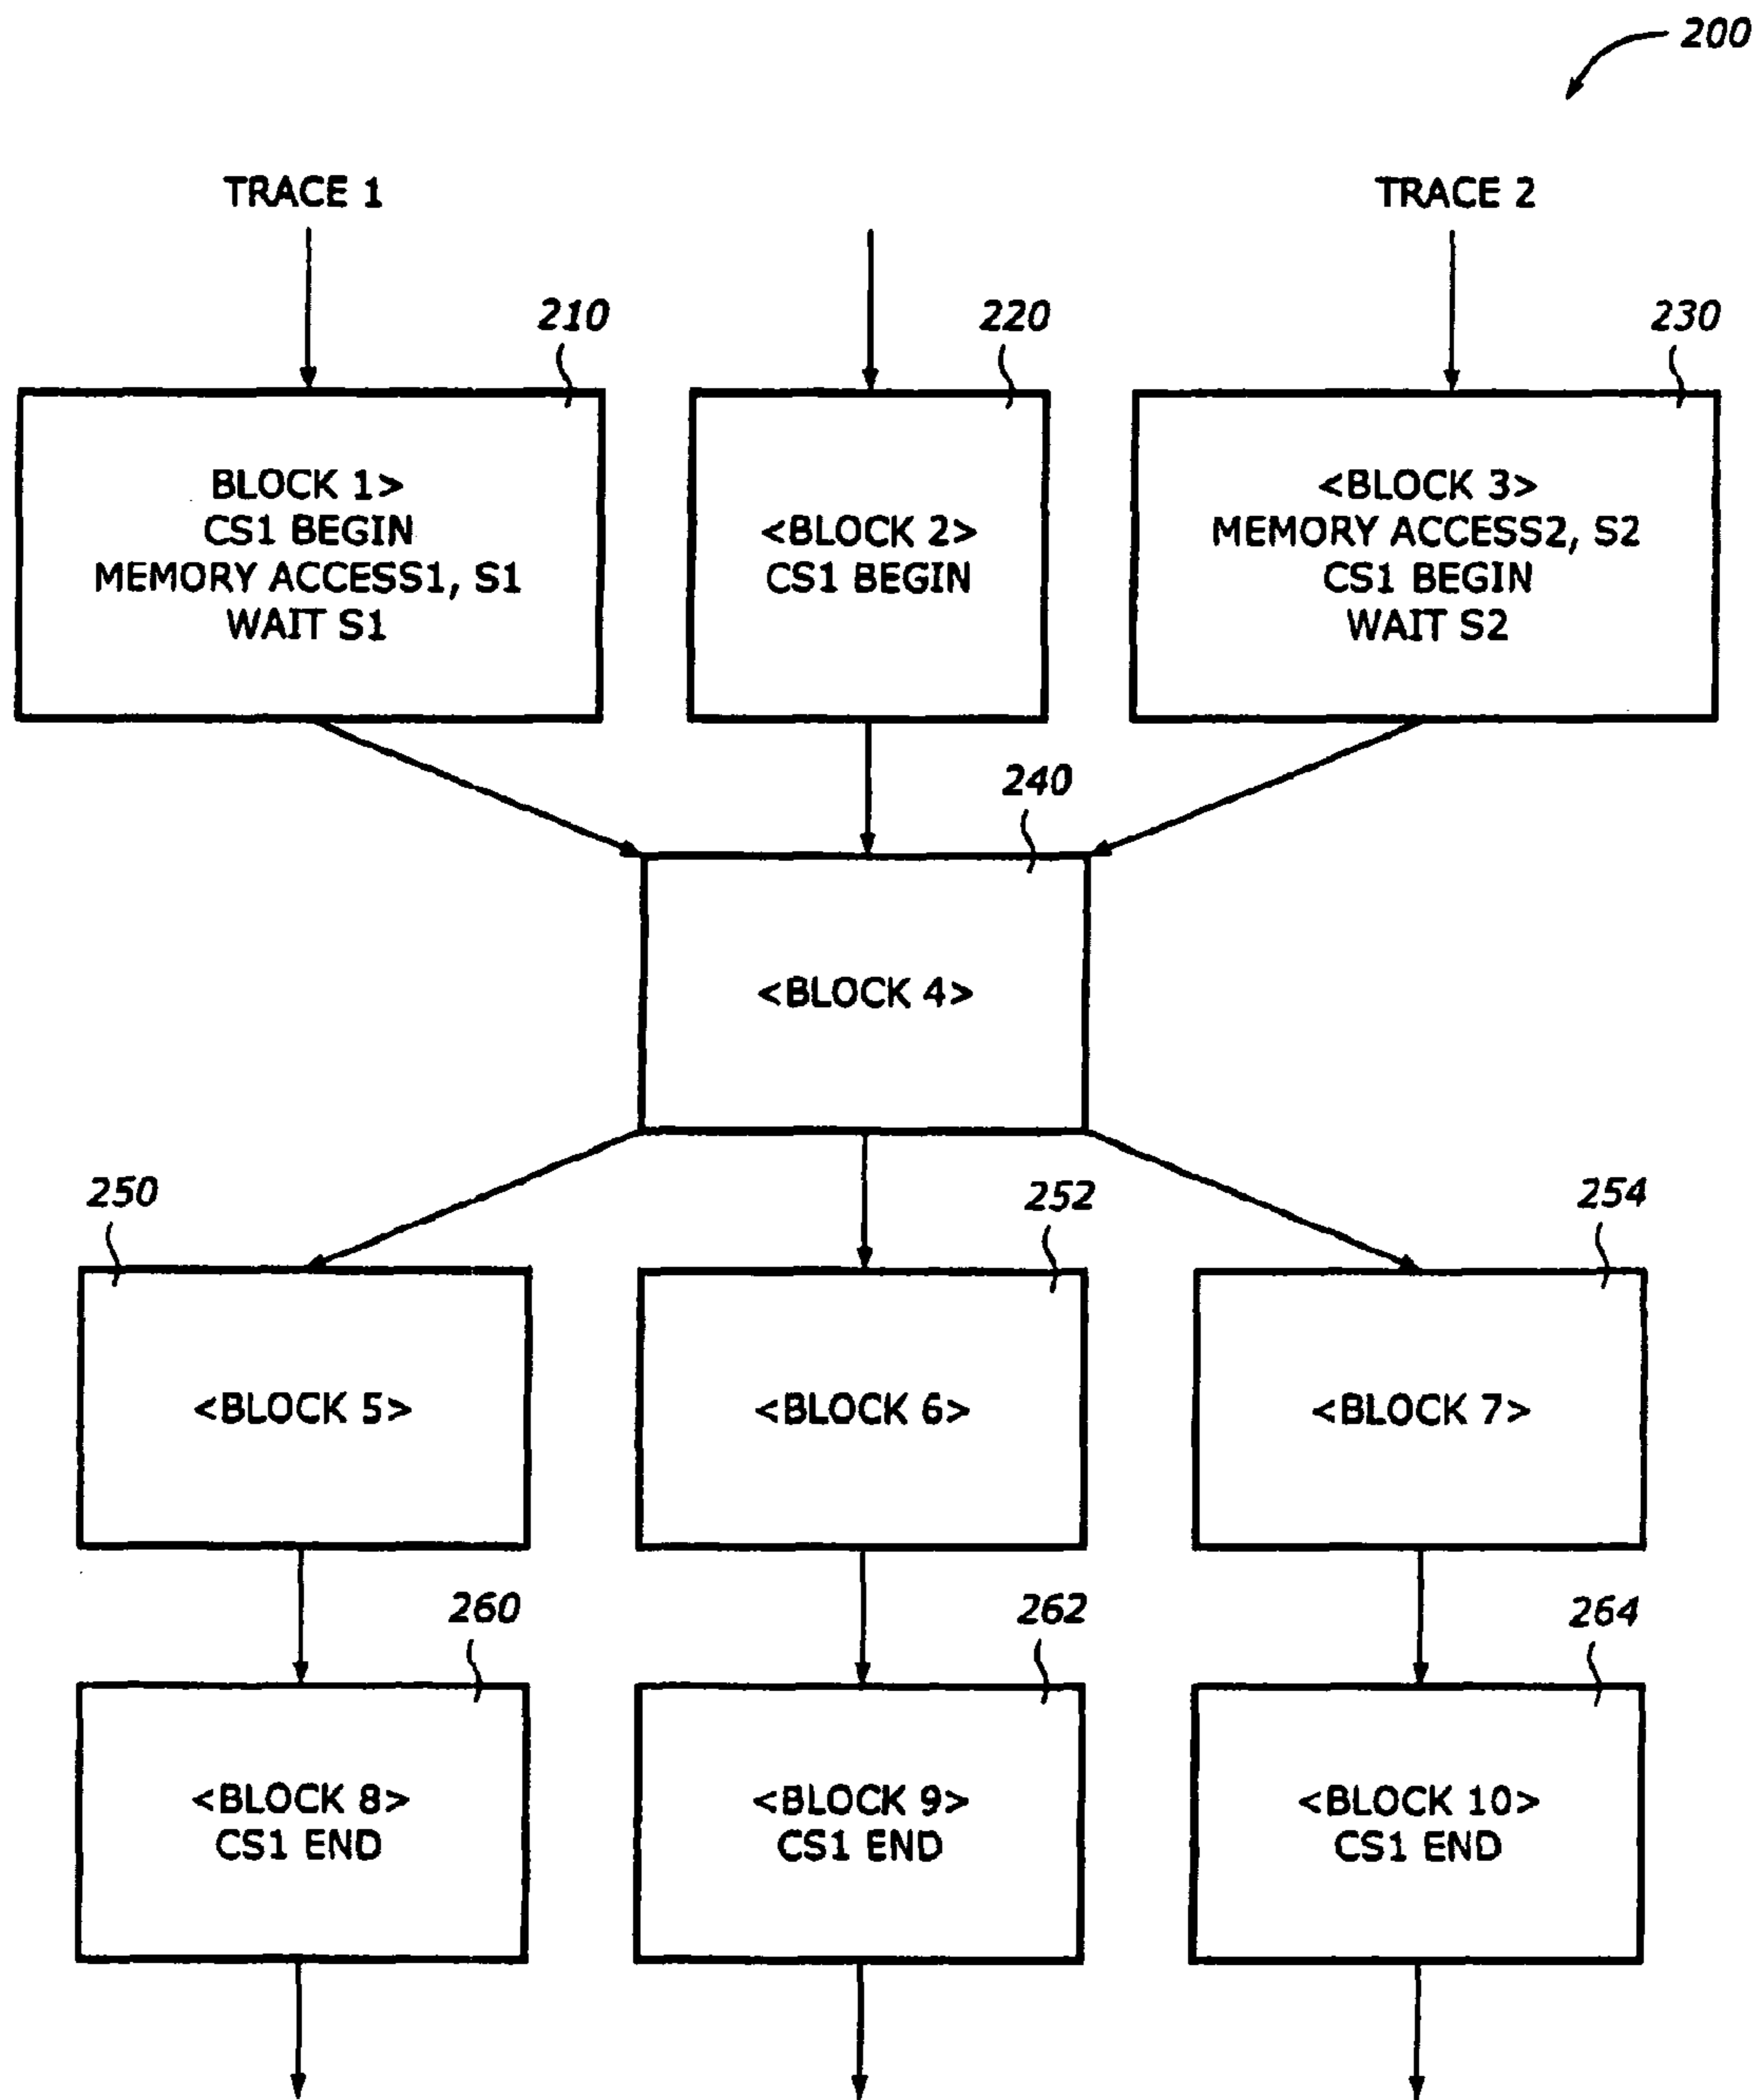 200
TRACE 1
TRACE 2
210
220
230
BLOCK 1>
CS1 BEGIN
MEMORY ACCESS1, S1
WAIT S1
<BLOCK 2>
CS1 BEGIN
<BLOCK 3>
MEMORY ACCESS2, S2
CS1 BEGIN
WAIT S2
240
<BLOCK 4>
250
252
254
<BLOCK 5>
<BLOCK 6>
<BLOCK 7>
260
262
264
<BLOCK 8>
CS1 END
<BLOCK 9>
CS1 END
<BLOCK 10>
CS1 END